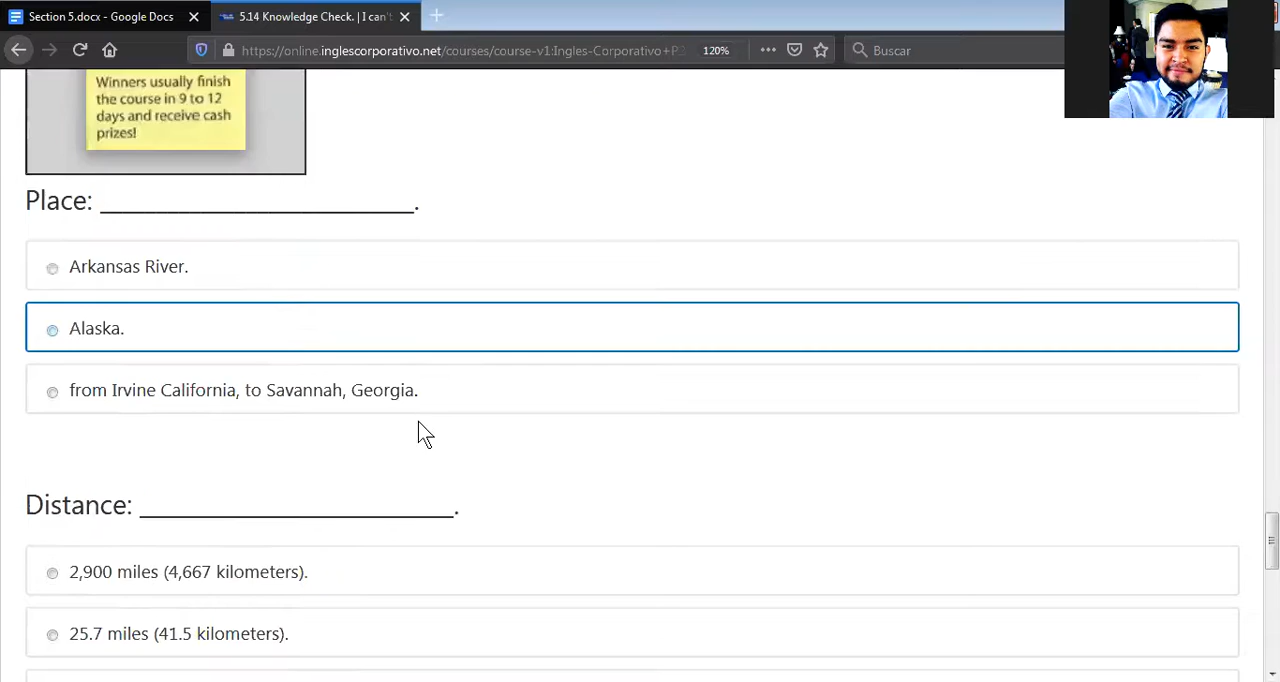 Section 5.docx - Google Docs
5.14 Knowledge Check. | I can't
https://online.inglescorporativo.net/courses/course-v1:Ingles-Corporativo+P
120%
Buscar
Winners usually finish
the course in 9 to 12
days and receive cash
prizes!
Place: __________________________.
Arkansas River.
Alaska.
from Irvine California, to Savannah, Georgia.
Distance: __________________________.
2,900 miles (4,667 kilometers).
25.7 miles (41.5 kilometers).